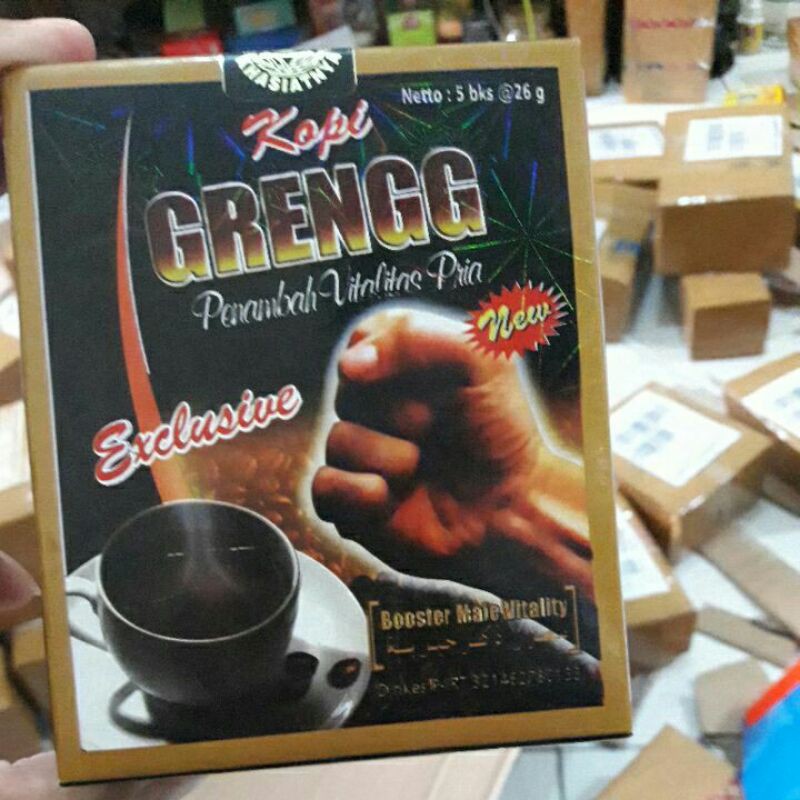 Netto : 5 bks @26 g
Kopi
GRENGG
Penambah Vitalitas Pria
New
Exclusive
Booster Male Vitality